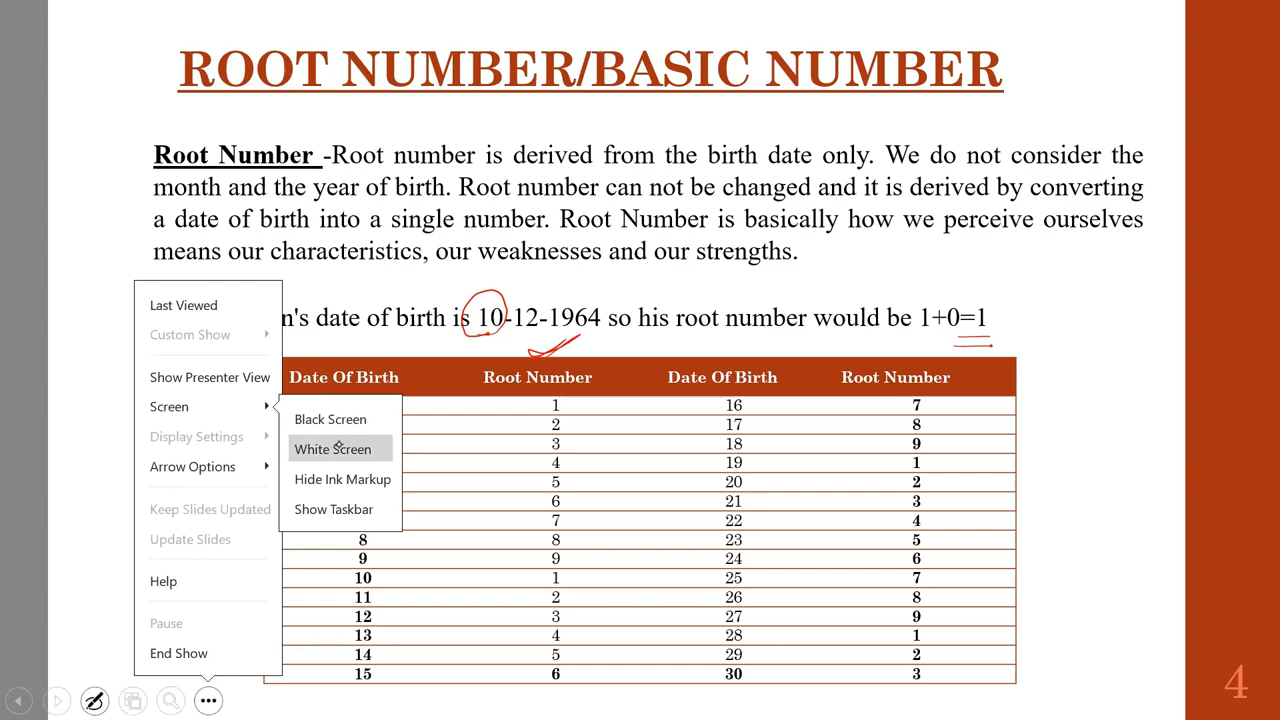 ROOT NUMBER/BASIC NUMBER
Root Number -Root number is derived from the birth date only. We do not consider the
month and the year of birth. Root number can not be changed and it is derived by converting
a date of birth into a single number. Root Number is basically how we perceive ourselves
means our characteristics, our weaknesses and our strengths.
n's date of birth is 10-12-1964 so his root number would be 1+0=1
Date Of Birth Root Number Date Of Birth Root Number
1 16 7
2 17 8
3 18 9
4 19 1
5 20 2
6 21 3
7 22 4
8 8 23 5
9 9 24 6
10 1 25 7
11 2 26 8
12 3 27 9
13 4 28 1
14 5 29 2
15 6 30 3
Last Viewed
Custom Show
Show Presenter View
Screen
Display Settings
Arrow Options
Keep Slides Updated
Update Slides
Help
Pause
End Show
Black Screen
White Screen
Hide Ink Markup
Show Taskbar
4